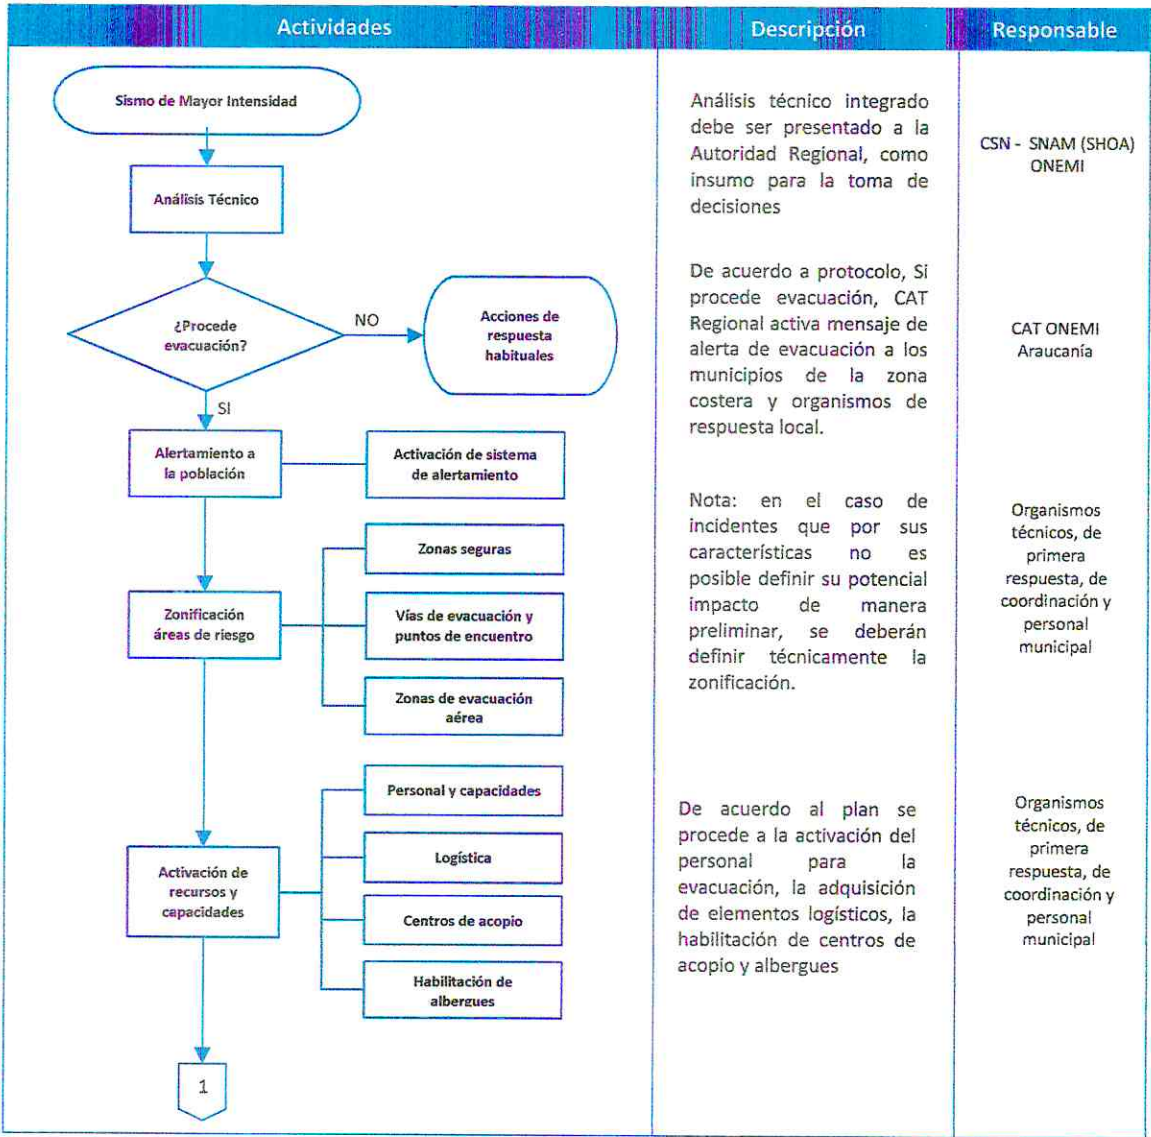 Actividades
Descripción
Responsable
Sismo de Mayor Intensidad
Análisis Técnico
¿Procede
evacuación?
NO
Acciones de
respuesta
habituales
SI
Alertamiento a
la población
Activación de sistema
de alertamiento
Zonificación
áreas de riesgo
Zonas seguras
Vías de evacuación y
puntos de encuentro
Zonas de evacuación
aérea
Activación de
recursos y
capacidades
Personal y capacidades
Logística
Centros de acopio
Habilitación de
albergues
1
Análisis técnico integrado
debe ser presentado a la
Autoridad Regional, como
insumo para la toma de
decisiones
De acuerdo a protocolo, Si
procede evacuación, CAT
Regional activa mensaje de
alerta de evacuación a los
municipios de la zona
costera y organismos de
respuesta local.
Nota: en el caso de
incidentes que por sus
características no es
posible definir su potencial
impacto de manera
preliminar, se deberán
definir técnicamente la
zonificación.
De acuerdo al plan se
procede a la activación del
personal para la
evacuación, la adquisición
de elementos logísticos, la
habilitación de centros de
acopio y albergues
CSN - SNAM (SHOA)
ONEMI
CAT ONEMI
Araucanía
Organismos
técnicos, de
primera
respuesta, de
coordinación y
personal
municipal
Organismos
técnicos, de
primera
respuesta, de
coordinación y
personal
municipal